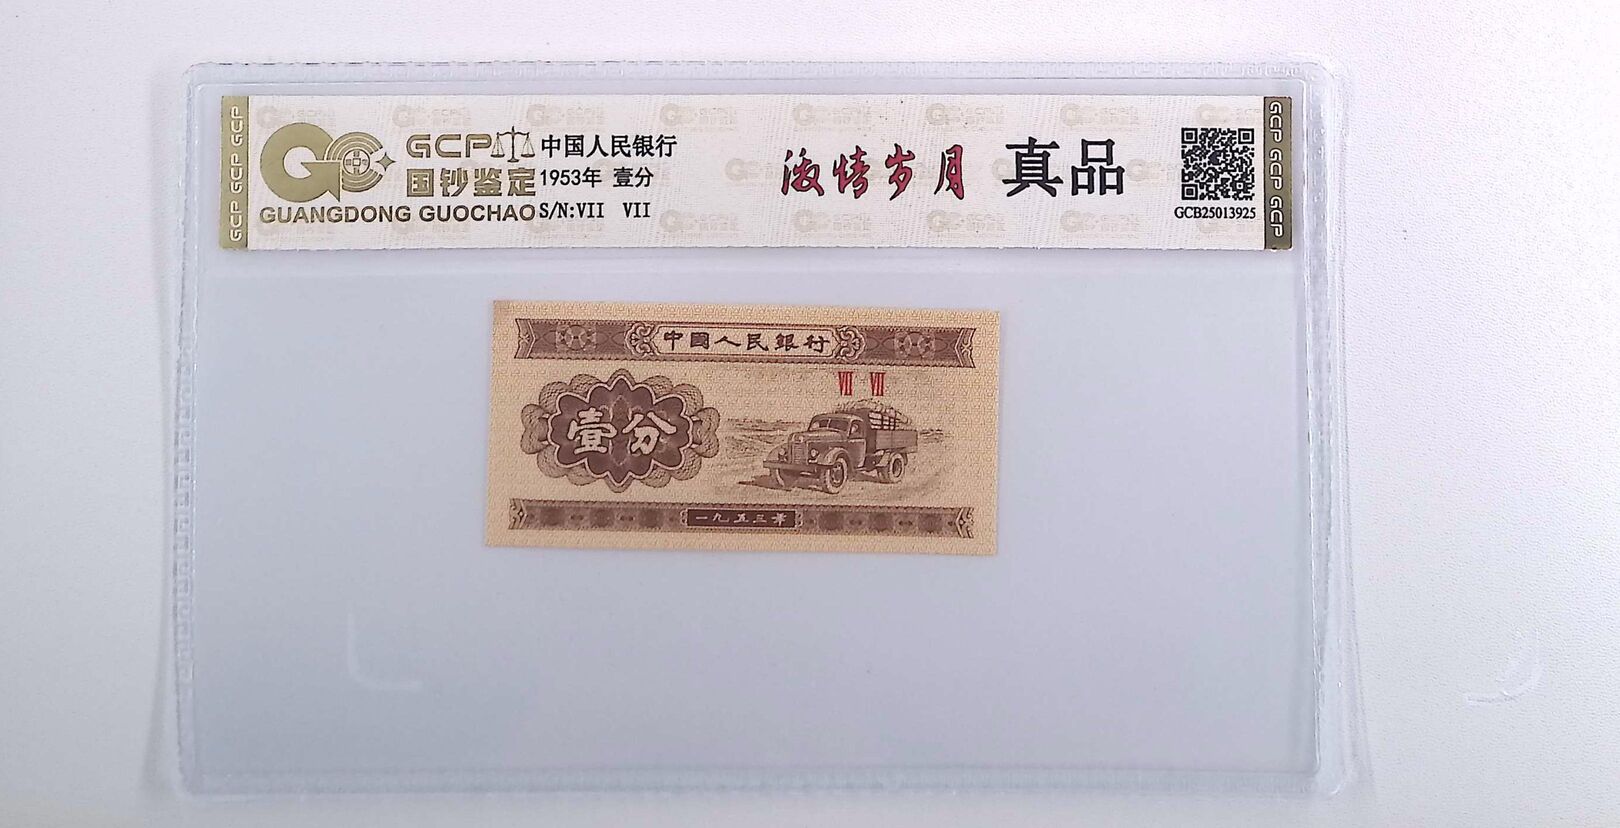 GCP GCP GCP
GCP
国钞鉴定
GUANGDONG GUOCHAO
中国人民银行
1953年 壹分
S/N:VII VII
激情岁月
真品
GCB25013925
GCP GCP GCP
中國人民銀行
VII VII
壹分
一九五三年